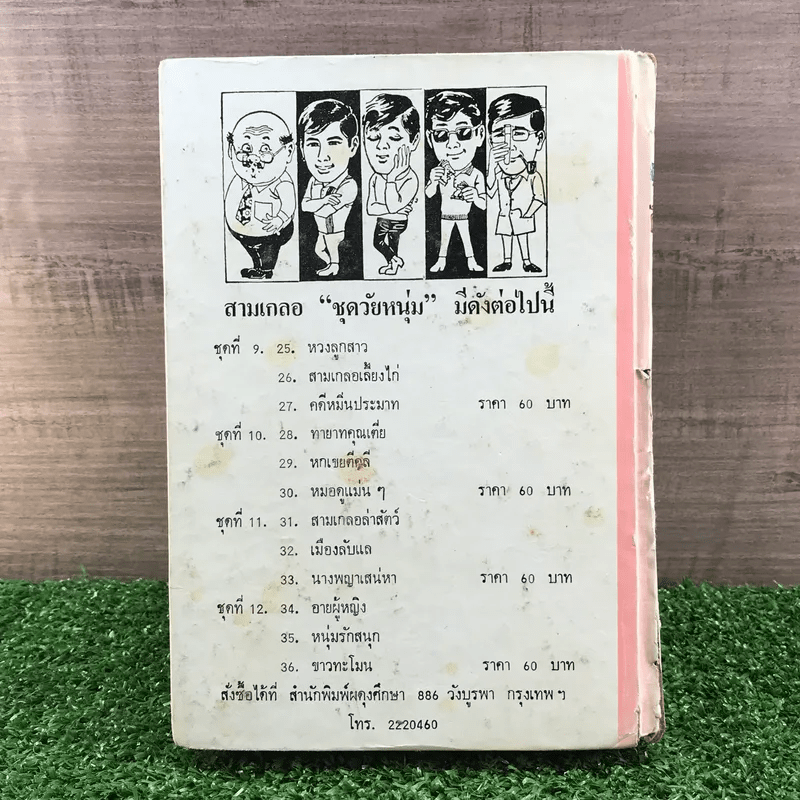 สามเกลอ “ชุดวัยหนุ่ม” มีดังต่อไปนี้
ชุดที่ 9. 25. หวงลูกสาว
26. สามเกลอเลี้ยงไก่
27. คดีหมิ่นประมาท ราคา 60 บาท
ชุดที่ 10. 28. ทายาทคุณเตี่ย
29. หกเขยตีคลี
30. หมอดูแม่น ๆ ราคา 60 บาท
ชุดที่ 11. 31. สามเกลอล่าสัตว์
32. เมืองลับแล
33. นางพญาเสน่หา ราคา 60 บาท
ชุดที่ 12. 34. อายผู้หญิง
35. หนุ่มรักสนุก
36. ขาวทะโมน ราคา 60 บาท
สั่งซื้อได้ที่ สำนักพิมพ์ผดุงศึกษา 886 วังบูรพา กรุงเทพ ฯ
โทร. 2220460